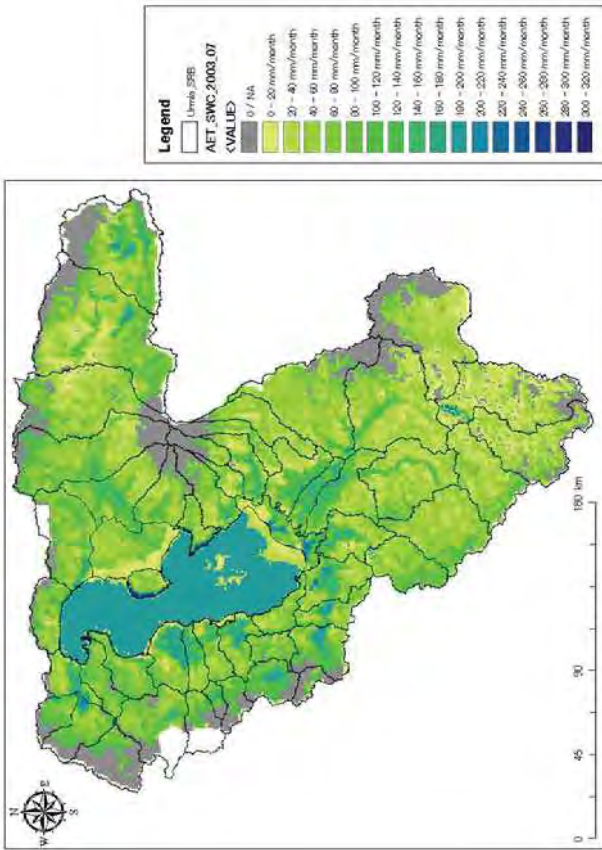 Legend
Urmia_SRB
AET_SWC_2003_07
<VALUE>
0 / NA
0 - 20 mm/month
20 - 40 mm/month
40 - 60 mm/month
60 - 80 mm/month
80 - 100 mm/month
100 - 120 mm/month
120 - 140 mm/month
140 - 160 mm/month
160 - 180 mm/month
180 - 200 mm/month
200 - 220 mm/month
220 - 240 mm/month
240 - 260 mm/month
260 - 280 mm/month
280 - 300 mm/month
300 - 320 mm/month
N
W
E
S
0
45
90
180 km